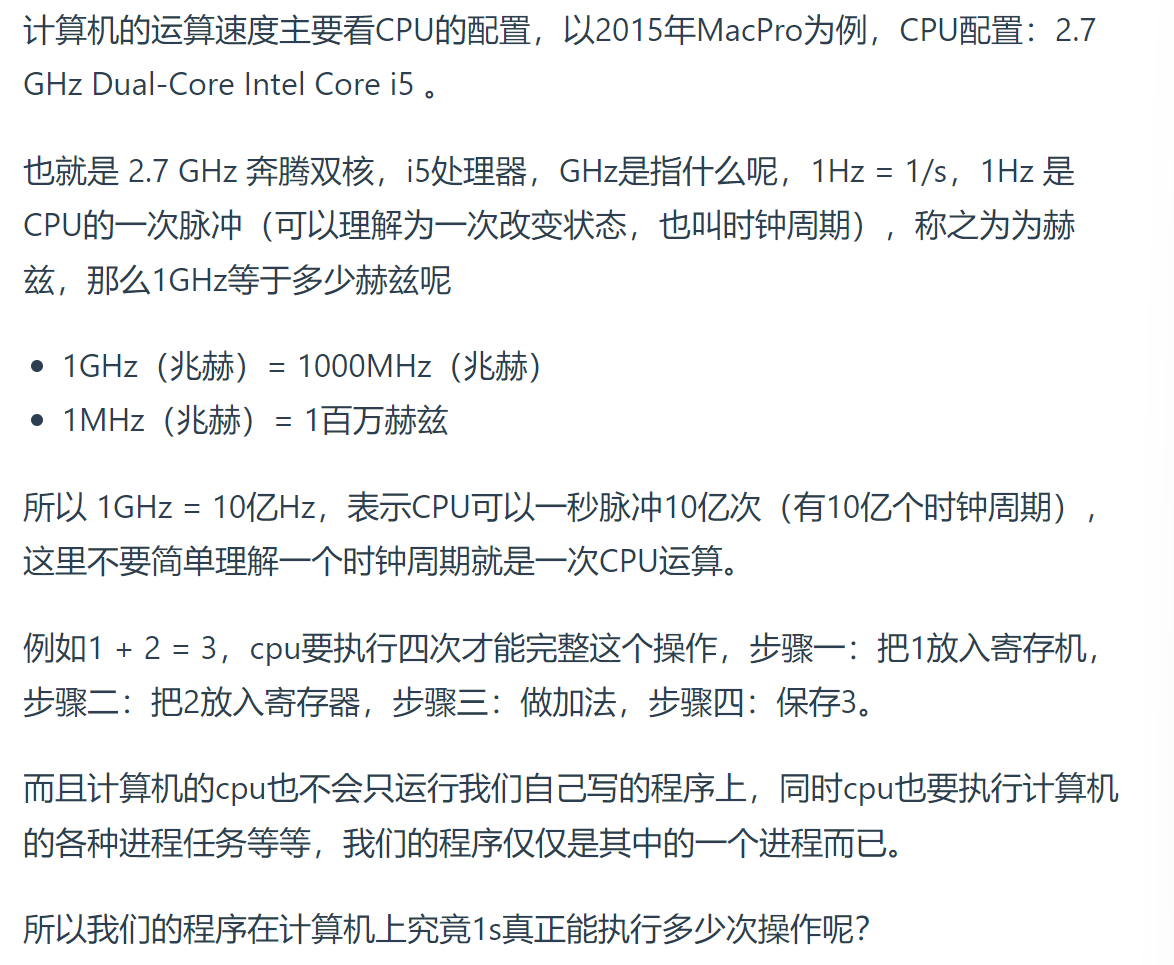 计算机的运算速度主要看CPU的配置，以2015年MacPro为例，CPU配置：2.7
GHz Dual-Core Intel Core i5 。
也就是 2.7 GHz 奔腾双核，i5处理器，GHz是指什么呢，1Hz = 1/s，1Hz 是
CPU的一次脉冲（可以理解为一次改变状态，也叫时钟周期），称之为为赫
兹，那么1GHz等于多少赫兹呢
• 1GHz（兆赫）= 1000MHz（兆赫）
• 1MHz（兆赫）= 1百万赫兹
所以 1GHz = 10亿Hz，表示CPU可以一秒脉冲10亿次（有10亿个时钟周期），
这里不要简单理解一个时钟周期就是一次CPU运算。
例如1 + 2 = 3，cpu要执行四次才能完整这个操作，步骤一：把1放入寄存机，
步骤二：把2放入寄存器，步骤三：做加法，步骤四：保存3。
而且计算机的cpu也不会只运行我们自己写的程序上，同时cpu也要执行计算机
的各种进程任务等等，我们的程序仅仅是其中的一个进程而已。
所以我们的程序在计算机上究竟1s真正能执行多少次操作呢？